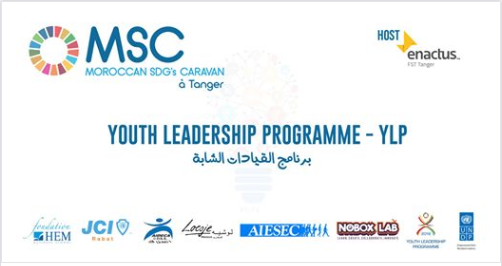 MSC
MOROCCAN SDG's CARAVAN
à Tanger
HOST
enactus
FST Tanger
YOUTH LEADERSHIP PROGRAMME - YLP
برنامج القيادات الشابة
fondation
HEM
JCI
Rabat
AIESEC
NOBOX LAB
YOUTH LEADERSHIP
PROGRAMME
UN
DP